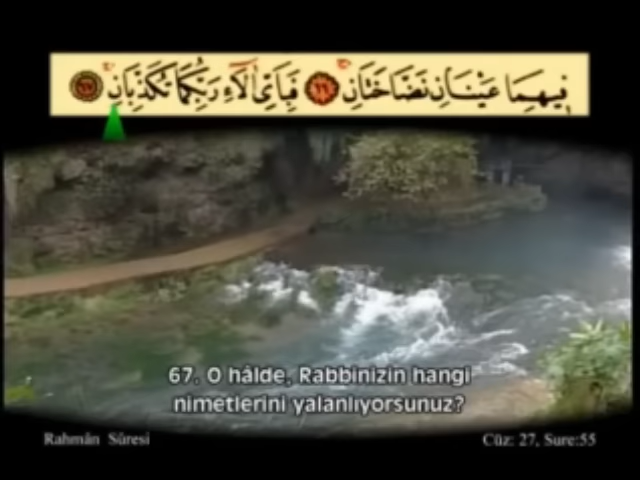 فِيهِمَا عَيْنَانِ نَضَّاخَتَانِ ﴿٦٦﴾ فَبِأَيِّ آلَاءِ رَبِّكُمَا تُكَذِّبَانِ ﴿٦٧﴾
67. O hâlde, Rabbinizin hangi
nimetlerini yalanlıyorsunuz?
Rahmân Sûresi
Cüz: 27, Sure:55